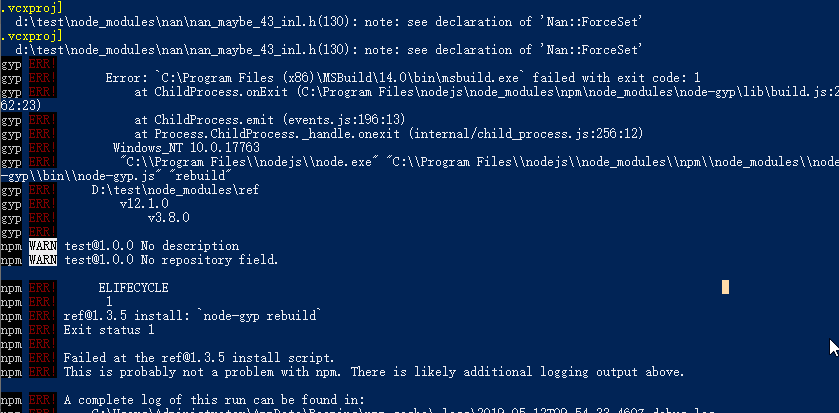 .vcxproj]
d:\test\node_modules\nan\nan_maybe_43_inl.h(130): note: see declaration of 'Nan::ForceSet'
.vcxproj]
d:\test\node_modules\nan\nan_maybe_43_inl.h(130): note: see declaration of 'Nan::ForceSet'
gyp ERR! Error: `C:\Program Files (x86)\MSBuild\14.0\bin\msbuild.exe` failed with exit code: 1
gyp ERR! at ChildProcess.onExit (C:\Program Files\nodejs\node_modules\npm\node_modules\node-gyp\lib\build.js:2
62:23)
gyp ERR! at ChildProcess.emit (events.js:196:13)
gyp ERR! at Process.ChildProcess._handle.onexit (internal/child_process.js:256:12)
gyp ERR! Windows_NT 10.0.17763
gyp ERR! "C:\\Program Files\\nodejs\\node.exe" "C:\\Program Files\\nodejs\\node_modules\\npm\\node_modules\\node
-gyp\\bin\\node-gyp.js" "rebuild"
gyp ERR! D:\test\node_modules\ref
gyp ERR! v12.1.0
gyp ERR! v3.8.0
gyp ERR!
npm WARN test@1.0.0 No description
npm WARN test@1.0.0 No repository field.
npm ERR! ELIFECYCLE
npm ERR! 1
npm ERR! ref@1.3.5 install: `node-gyp rebuild`
npm ERR! Exit status 1
npm ERR!
npm ERR! Failed at the ref@1.3.5 install script.
npm ERR! This is probably not a problem with npm. There is likely additional logging output above.
npm ERR! A complete log of this run can be found in: